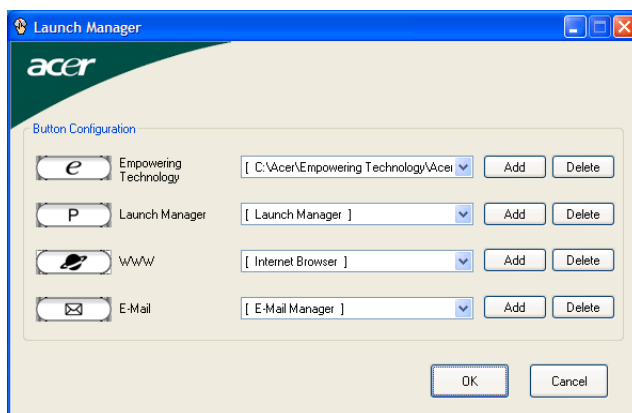 Launch Manager
acer
Button Configuration
e
Empowering
Technology
[ C:\Acer\Empowering Technology\Acer
Add
Delete
P
Launch Manager
[ Launch Manager ]
Add
Delete
WWW
[ Internet Browser ]
Add
Delete
E-Mail
[ E-Mail Manager ]
Add
Delete
OK
Cancel